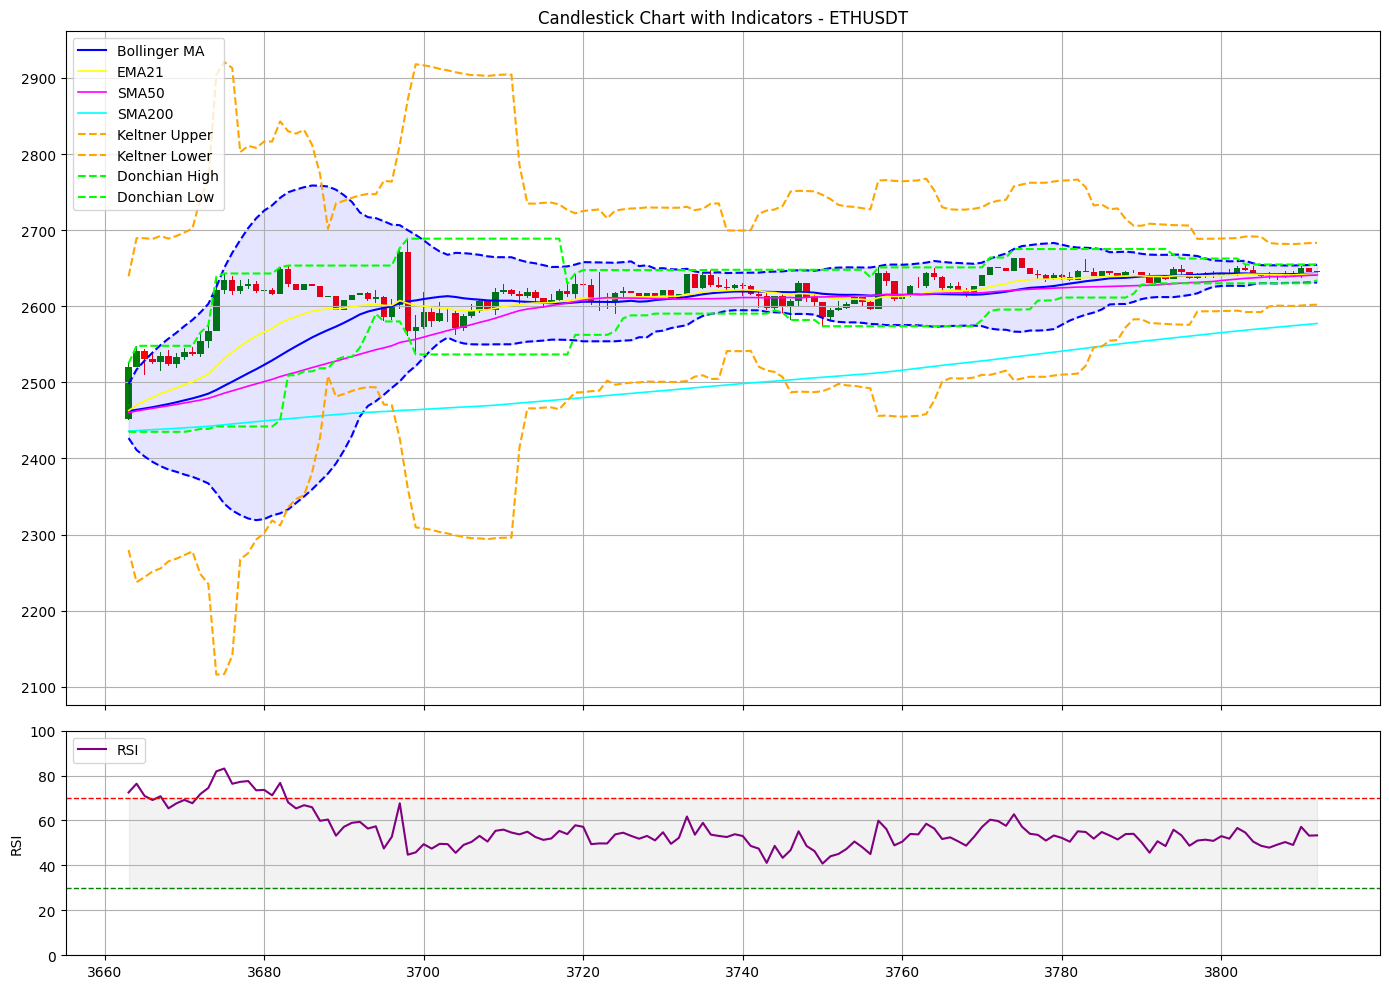 Candlestick Chart with Indicators - ETHUSDT
Bollinger MA
EMA21
SMA50
SMA200
Keltner Upper
Keltner Lower
Donchian High
Donchian Low
2900
2800
2700
2600
2500
2400
2300
2200
2100
RSI
100
80
60
40
20
0
RSI
3660
3680
3700
3720
3740
3760
3780
3800